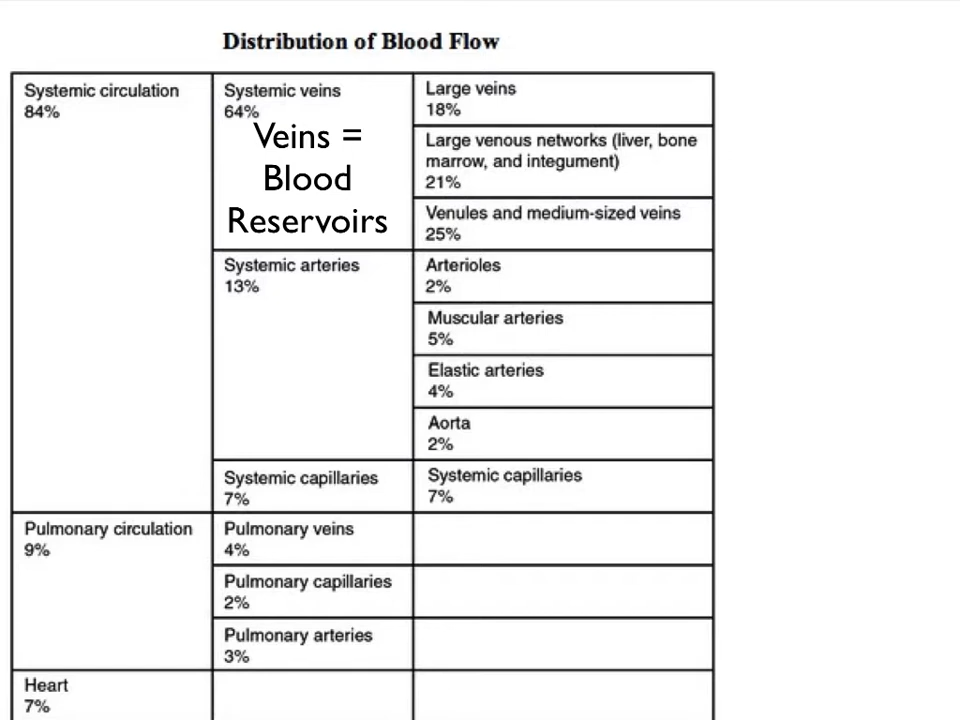 Distribution of Blood Flow
Systemic circulation
84%
Systemic veins
64%
Veins =
Blood
Reservoirs
Large veins
18%
Large venous networks (liver, bone
marrow, and integument)
21%
Venules and medium-sized veins
25%
Systemic arteries
13%
Arterioles
2%
Muscular arteries
5%
Elastic arteries
4%
Aorta
2%
Systemic capillaries
7%
Systemic capillaries
7%
Pulmonary circulation
9%
Pulmonary veins
4%
Pulmonary capillaries
2%
Pulmonary arteries
3%
Heart
7%